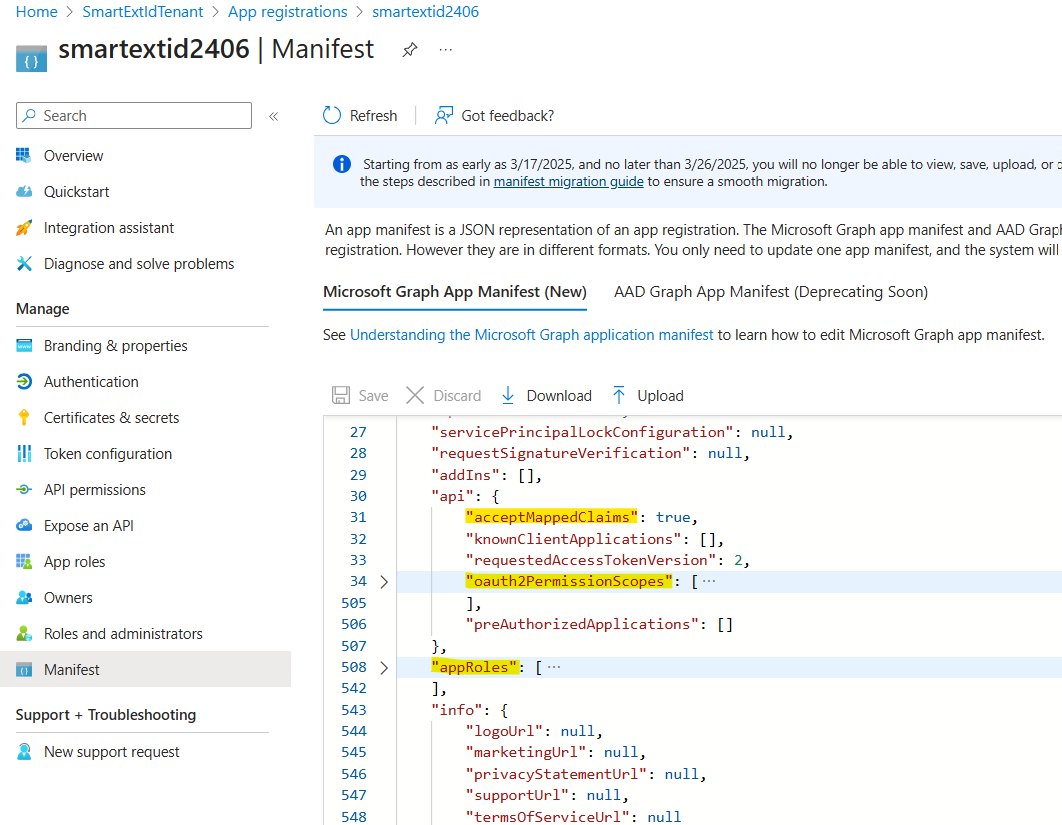 Home > SmartExtIdTenant > App registrations > smartextid2406
smartextid2406 | Manifest
Search
Overview
Quickstart
Integration assistant
Diagnose and solve problems
Manage
Branding & properties
Authentication
Certificates & secrets
Token configuration
API permissions
Expose an API
App roles
Owners
Roles and administrators
Manifest
Support + Troubleshooting
New support request
Refresh
Got feedback?
Starting from as early as 3/17/2025, and no later than 3/26/2025, you will no longer be able to view, save, upload, or
the steps described in manifest migration guide to ensure a smooth migration.
An app manifest is a JSON representation of an app registration. The Microsoft Graph app manifest and AAD
registration. However they are in different formats. You only need to update one app manifest, and the system will
Microsoft Graph App Manifest (New)
AAD Graph App Manifest (Deprecating Soon)
See Understanding the Microsoft Graph application manifest to learn how to edit Microsoft Graph app manifest.
Save Discard Download Upload
27 "servicePrincipalLockConfiguration": null,
28 "requestSignatureVerification": null,
29 "addIns": [],
30 "api": {
31 "acceptMappedClaims": true,
32 "knownClientApplications": [],
33 "requestedAccessTokenVersion": 2,
34 > "oauth2PermissionScopes": [ ···
505 ],
506 "preAuthorizedApplications": []
507 },
508 > "appRoles": [ ···
542 ],
543 "info": {
544 "logoUrl": null,
545 "marketingUrl": null,
546 "privacyStatementUrl": null,
547 "supportUrl": null,
548 "termsOfServiceUrl": null